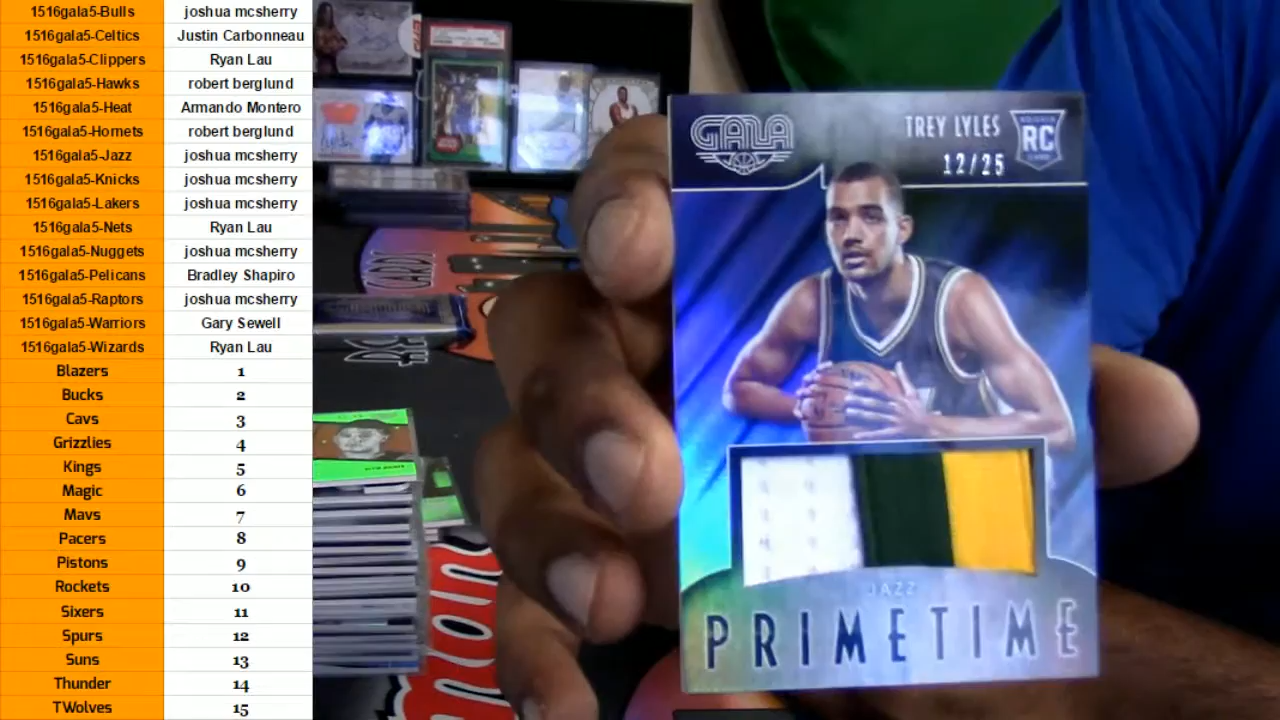 1516gala5-Bulls joshua mcsherry
1516gala5-Celtics Justin Carbonneau
1516gala5-Clippers Ryan Lau
1516gala5-Hawks robert berglund
1516gala5-Heat Armando Montero
1516gala5-Hornets robert berglund
1516gala5-Jazz joshua mcsherry
1516gala5-Knicks joshua mcsherry
1516gala5-Lakers joshua mcsherry
1516gala5-Nets Ryan Lau
1516gala5-Nuggets joshua mcsherry
1516gala5-Pelicans Bradley Shapiro
1516gala5-Raptors joshua mcsherry
1516gala5-Warriors Gary Sewell
1516gala5-Wizards Ryan Lau
Blazers 1
Bucks 2
Cavs 3
Grizzlies 4
Kings 5
Magic 6
Mavs 7
Pacers 8
Pistons 9
Rockets 10
Sixers 11
Spurs 12
Suns 13
Thunder 14
TWolves 15
GALA
TREY LYLES
12/25
RC
JAZZ
PRIMETIME